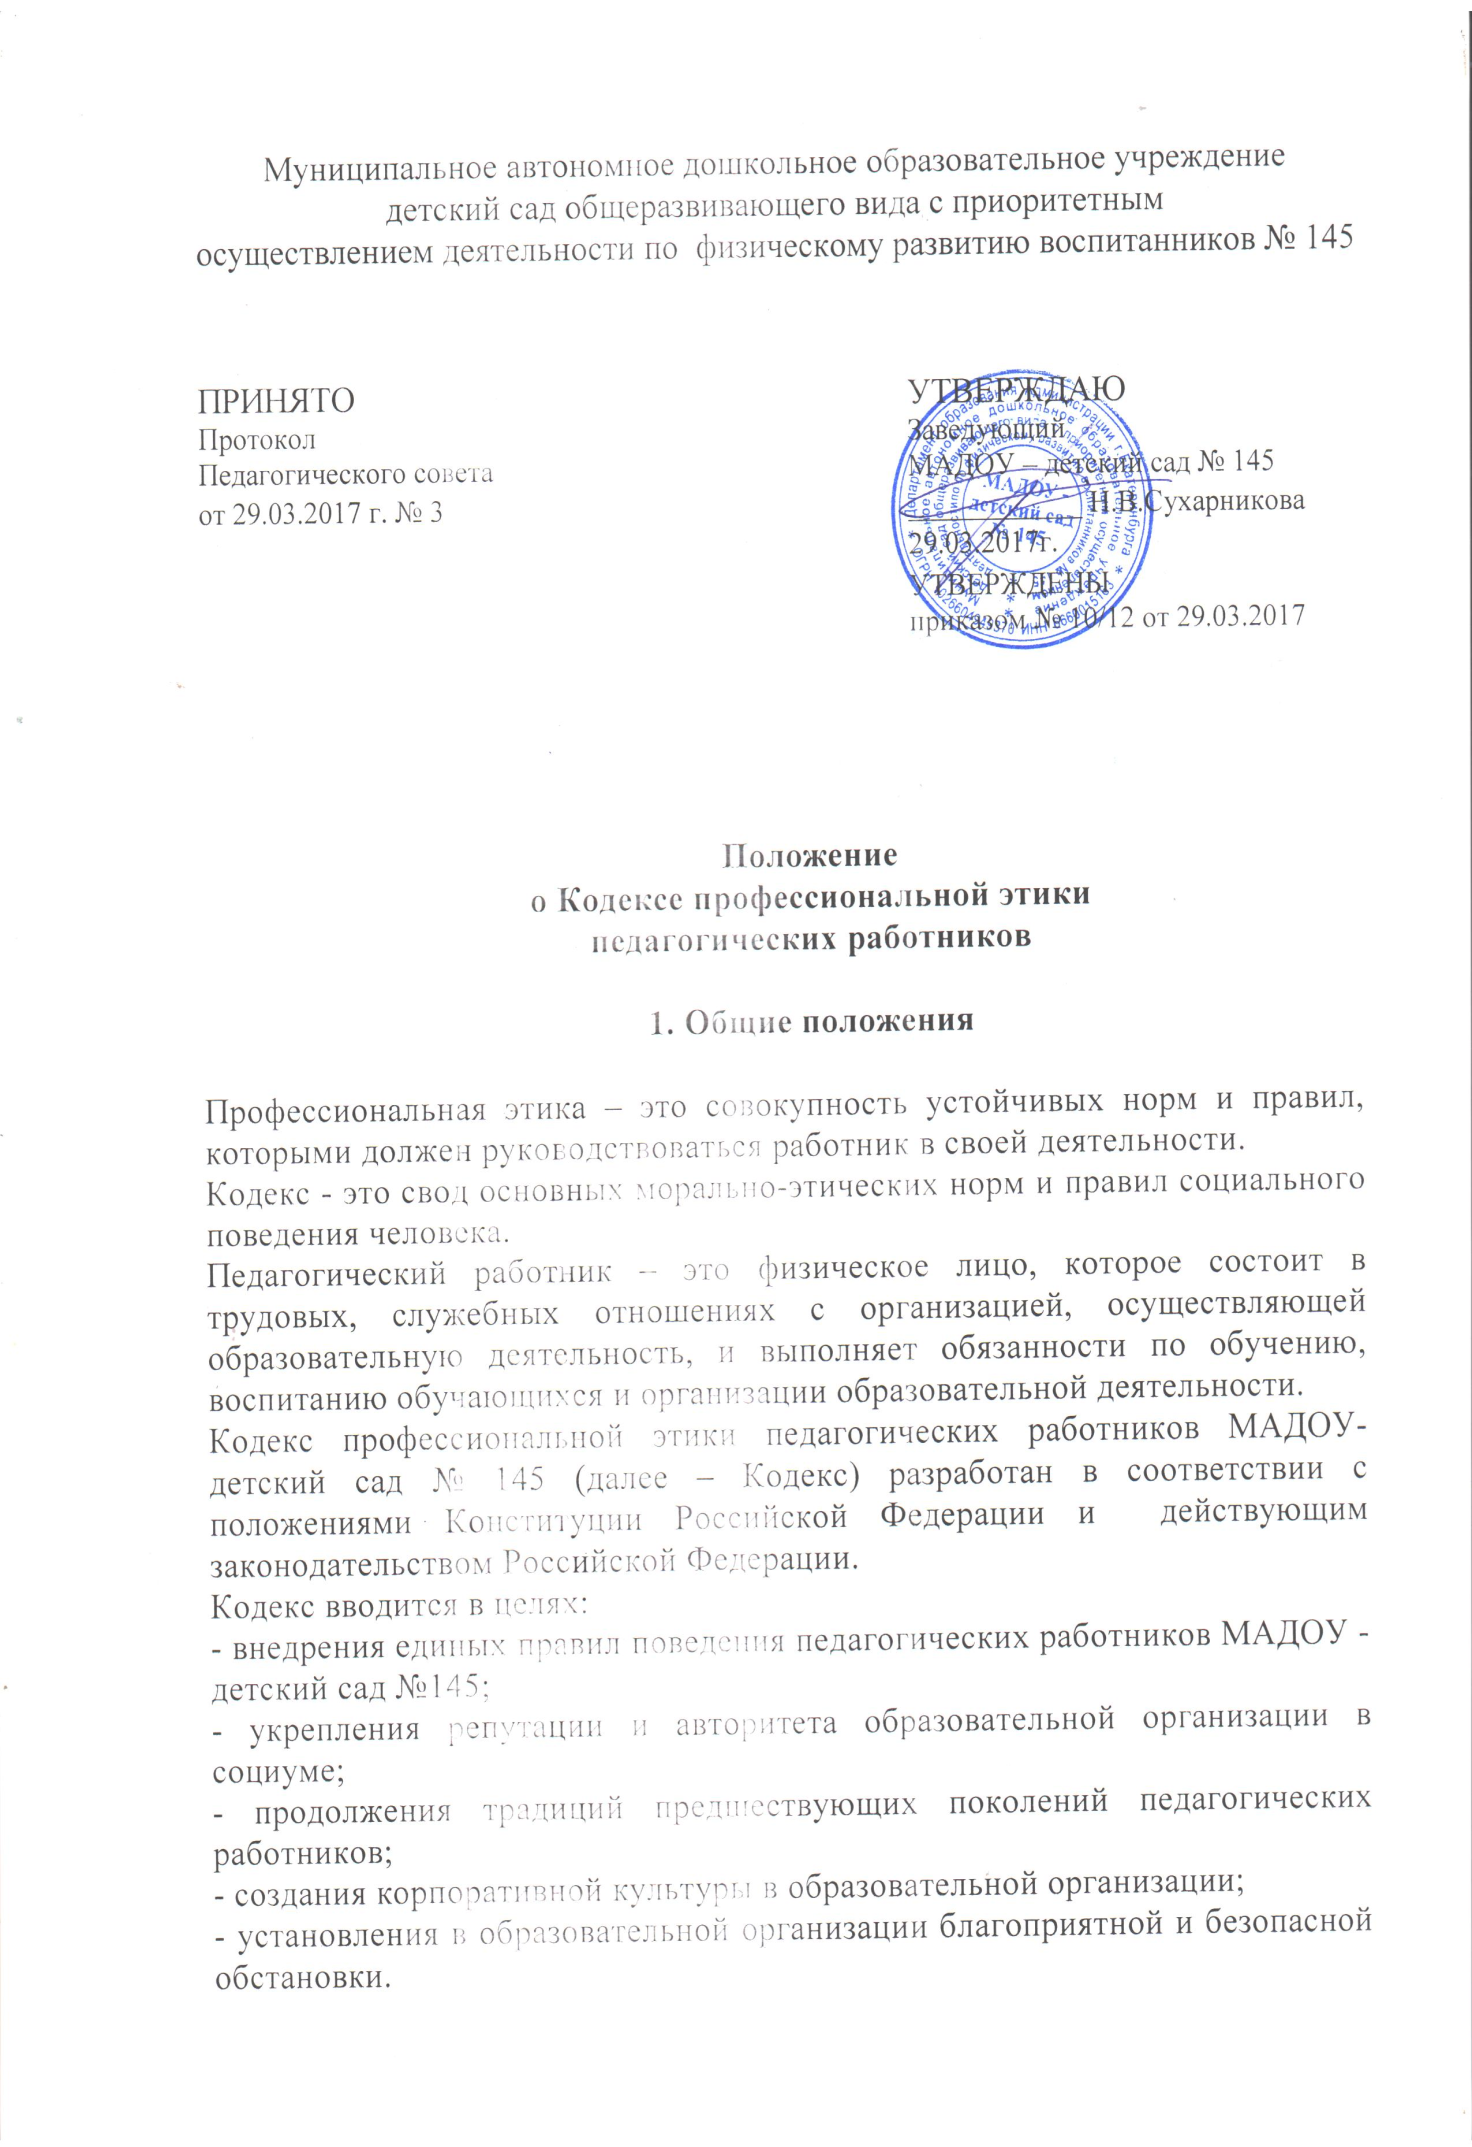 Муниципальное автономное дошкольное образовательное учреждение
детский сад общеразвивающего вида с приоритетным
осуществлением деятельности по физическому развитию воспитанников № 145
ПРИНЯТО
Протокол
Педагогического совета
от 29.03.2017 г. № 3
УТВЕРЖДАЮ
Заведующий
МАДОУ – детский сад № 145
Н.В.Сухарникова
29.03.2017г.
УТВЕРЖДЕНЫ
приказом № 10/12 от 29.03.2017
МАДОУ -
детский сад
№ 145
Положение
о Кодексе профессиональной этики
педагогических работников
1. Общие положения
Профессиональная этика – это совокупность устойчивых норм и правил,
которыми должен руководствоваться работник в своей деятельности.
Кодекс - это свод основных морально-этических норм и правил социального
поведения человека.
Педагогический работник – это физическое лицо, которое состоит в
трудовых, служебных отношениях с организацией, осуществляющей
образовательную деятельность, и выполняет обязанности по обучению,
воспитанию обучающихся и организации образовательной деятельности.
Кодекс профессиональной этики педагогических работников МАДОУ-
детский сад № 145 (далее – Кодекс) разработан в соответствии с
положениями Конституции Российской Федерации и действующим
законодательством Российской Федерации.
Кодекс вводится в целях:
- внедрения единых правил поведения педагогических работников МАДОУ -
детский сад №145;
- укрепления репутации и авторитета образовательной организации в
социуме;
- продолжения традиций предшествующих поколений педагогических
работников;
- создания корпоративной культуры в образовательной организации;
- установления в образовательной организации благоприятной и безопасной
обстановки.